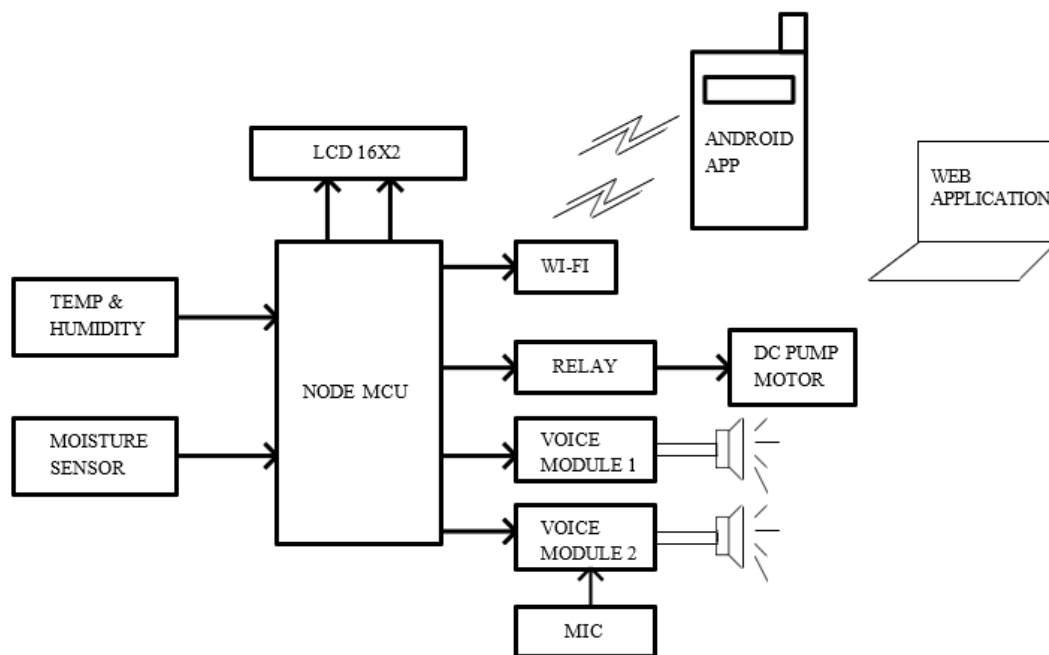 LCD 16X2
ANDROID
APP
WEB
APPLICATION
TEMP &
HUMIDITY
WI-FI
NODE MCU
RELAY
DC PUMP
MOTOR
MOISTURE
SENSOR
VOICE
MODULE 1
VOICE
MODULE 2
MIC